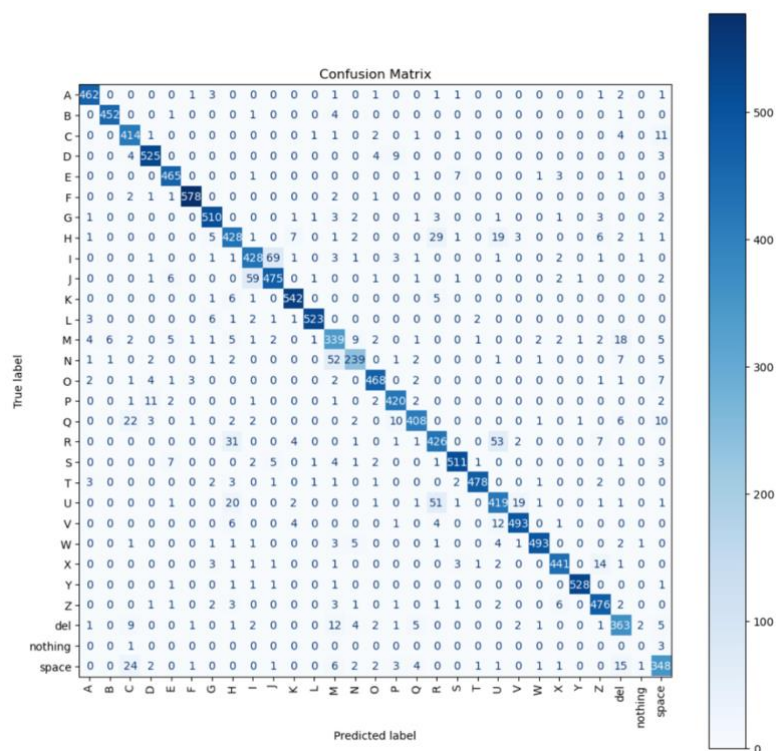 Confusion Matrix
A 462 0 0 0 0 1 3 0 0 0 0 0 1 0 1 0 0 1 1 0 0 0 0 0 0 1 2 0 1
B 0 452 0 0 1 0 0 0 1 0 0 0 4 0 0 0 0 0 0 0 0 0 0 0 0 0 1 0 0
C 0 0 414 1 0 0 0 0 0 0 0 1 1 0 2 0 1 0 1 0 0 0 0 0 0 0 4 0 11
D 0 0 4 525 0 0 0 0 0 0 0 0 0 0 4 9 0 0 0 0 0 0 0 0 0 0 0 0 3
E 0 0 0 0 465 0 0 0 1 0 0 0 0 0 0 0 1 0 7 0 0 0 1 3 0 0 1 0 0
F 0 0 2 1 1 578 0 0 0 0 0 0 2 0 1 0 0 0 0 0 0 0 0 0 0 0 0 0 3
G 1 0 0 0 0 0 510 0 0 0 1 1 3 2 0 0 1 3 0 0 1 0 0 1 0 3 0 0 2
H 1 0 0 0 0 0 5 428 1 0 7 0 1 2 0 0 0 29 1 0 19 3 0 0 0 6 2 1 1
I 0 0 0 1 0 0 1 1 428 69 1 0 3 1 0 3 1 0 0 0 1 0 0 2 0 1 0 1 0
J 0 0 0 1 6 0 0 0 59 475 0 1 0 0 1 0 1 0 1 0 0 0 0 2 1 0 0 0 2
K 0 0 0 0 0 0 1 6 1 0 542 0 0 0 0 0 0 5 0 0 0 0 0 0 0 0 0 0 0
L 3 0 0 0 0 0 6 1 2 1 1 523 0 0 0 0 0 0 0 2 0 0 0 0 0 0 0 0 0
M 4 6 2 0 5 1 1 5 1 2 0 1 339 9 2 0 1 0 0 1 0 0 2 2 1 2 18 0 5
N 1 1 0 2 0 0 1 2 0 0 0 0 52 239 0 1 2 0 0 0 1 0 1 0 0 0 7 0 5
O 2 0 1 4 1 3 0 0 0 0 0 0 2 0 468 0 2 0 0 0 0 0 0 0 0 1 1 0 7
P 0 0 1 11 2 0 0 0 1 0 0 0 1 0 2 420 2 0 0 0 0 0 0 0 0 0 0 0 2
Q 0 0 22 3 0 1 0 2 2 0 0 0 0 2 0 10 408 0 0 0 0 0 1 0 1 0 6 0 10
R 0 0 0 0 0 0 0 31 0 0 4 0 0 1 0 1 1 426 0 0 53 2 0 0 0 7 0 0 0
S 0 0 0 0 7 0 0 0 2 5 0 1 4 1 2 0 0 1 511 1 0 0 0 0 0 0 1 0 3
T 3 0 0 0 0 0 2 3 0 1 0 1 1 0 1 0 0 0 2 478 0 0 1 0 0 2 0 0 0
U 0 0 0 0 1 0 0 20 0 0 2 0 0 0 1 0 1 51 1 0 419 19 1 0 0 1 1 0 1
V 0 0 0 0 0 0 0 6 0 0 4 0 0 0 0 1 0 4 0 0 12 493 0 1 0 0 0 0 0
W 0 0 1 0 0 0 1 1 0 0 0 0 3 5 0 0 0 0 0 0 4 1 493 0 0 0 2 1 0
X 0 0 0 0 0 0 3 1 1 1 0 0 1 0 0 0 0 0 3 1 2 0 0 441 0 14 0 0 0
Y 0 0 0 0 1 0 0 1 1 1 0 0 1 0 0 0 0 0 0 0 0 0 0 0 528 0 0 0 1
Z 0 0 0 1 1 0 2 3 0 0 0 0 3 1 0 1 0 1 1 0 2 0 0 6 0 476 2 0 0
del 1 0 9 0 0 1 0 1 2 0 0 0 12 4 2 1 5 0 0 0 0 2 1 0 0 1 363 2 5
nothing 0 0 1 0 0 0 0 0 0 0 0 0 0 0 0 0 0 0 0 0 0 0 0 0 0 0 0 0 3
space 0 0 24 2 0 1 0 0 0 1 0 0 6 2 2 3 4 0 0 1 1 0 1 1 0 0 15 1 348
A B C D E F G H I J K L M N O P Q R S T U V W X Y Z del nothing space
True label
Predicted label
500
400
300
200
100
0